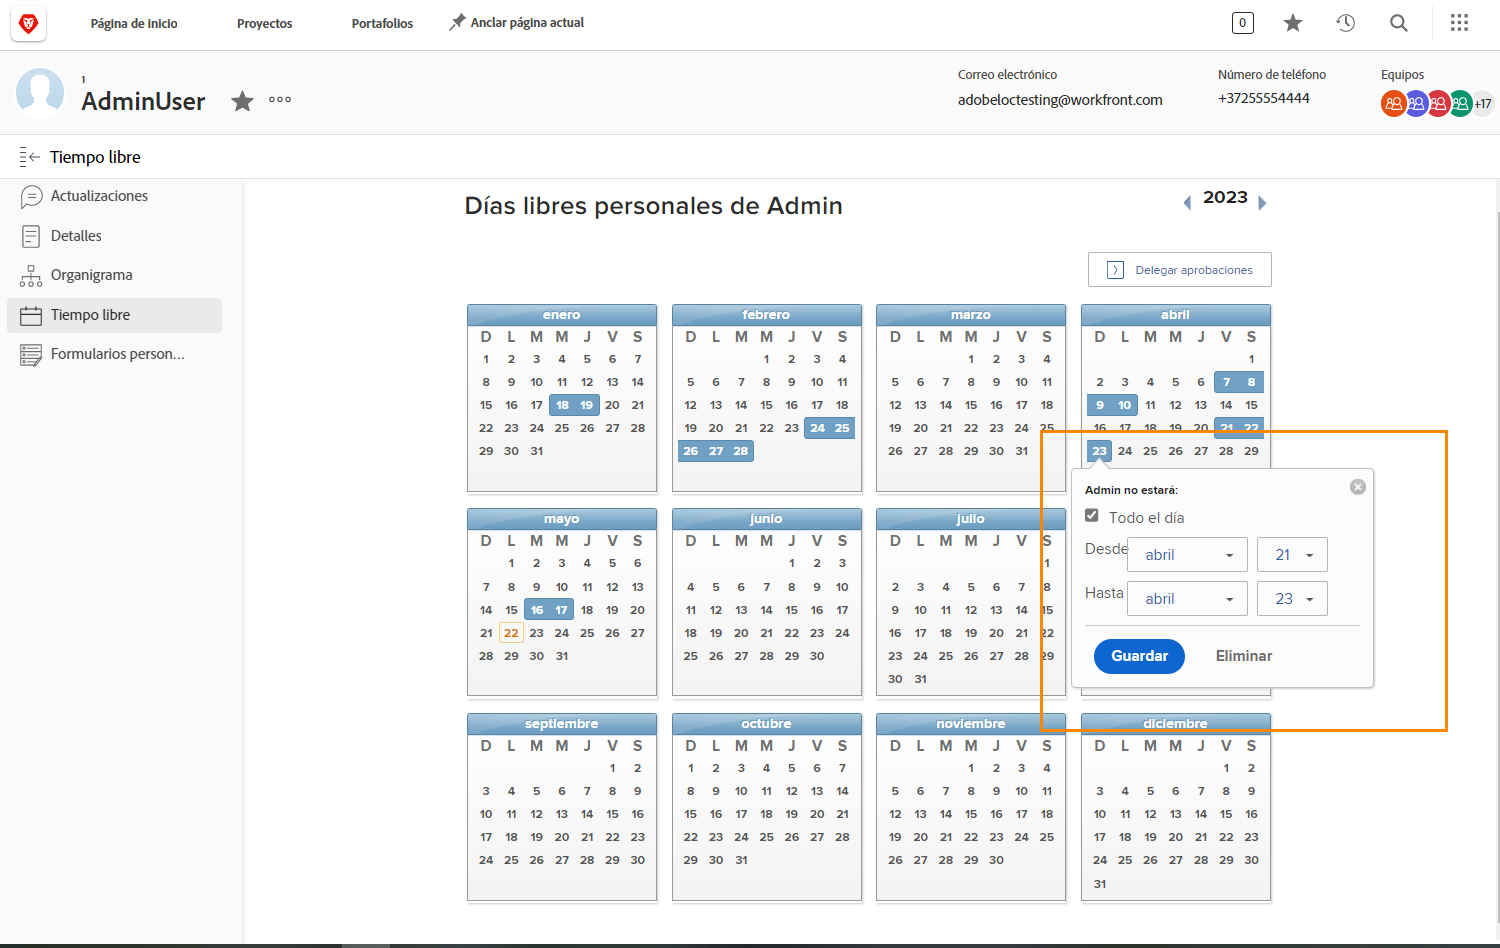 Página de inicio Proyectos Portafolios Anclar página actual 0
1
AdminUser
Correo electrónico
adobeloctesting@workfront.com
Número de teléfono
+37255554444
Equipos
+17
Tiempo libre
Actualizaciones
Detalles
Organigrama
Tiempo libre
Formularios person...
Días libres personales de Admin
2023
Delegar aprobaciones
enero
D L M M J V S
1 2 3 4 5 6 7
8 9 10 11 12 13 14
15 16 17 18 19 20 21
22 23 24 25 26 27 28
29 30 31
febrero
D L M M J V S
1 2 3 4
5 6 7 8 9 10 11
12 13 14 15 16 17 18
19 20 21 22 23 24 25
26 27 28
marzo
D L M M J V S
1 2 3 4
5 6 7 8 9 10 11
12 13 14 15 16 17 18
19 20 21 22 23 24 25
26 27 28 29 30 31
abril
D L M M J V S
1
2 3 4 5 6 7 8
9 10 11 12 13 14 15
16 17 18 19 20 21 22
23 24 25 26 27 28 29
Admin no estará:
Todo el día
Desde abril 21
Hasta abril 23
Guardar Eliminar
mayo
D L M M J V S
1 2 3 4 5 6
7 8 9 10 11 12 13
14 15 16 17 18 19 20
21 22 23 24 25 26 27
28 29 30 31
junio
D L M M J V S
1 2 3
4 5 6 7 8 9 10
11 12 13 14 15 16 17
18 19 20 21 22 23 24
25 26 27 28 29 30
julio
D L M M J V S
1
2 3 4 5 6 7 8
9 10 11 12 13 14 15
16 17 18 19 20 21 22
23 24 25 26 27 28 29
30 31
septiembre
D L M M J V S
1 2
3 4 5 6 7 8 9
10 11 12 13 14 15 16
17 18 19 20 21 22 23
24 25 26 27 28 29 30
octubre
D L M M J V S
1 2 3 4 5 6 7
8 9 10 11 12 13 14
15 16 17 18 19 20 21
22 23 24 25 26 27 28
29 30 31
noviembre
D L M M J V S
1 2 3 4
5 6 7 8 9 10 11
12 13 14 15 16 17 18
19 20 21 22 23 24 25
26 27 28 29 30
diciembre
D L M M J V S
1 2
3 4 5 6 7 8 9
10 11 12 13 14 15 16
17 18 19 20 21 22 23
24 25 26 27 28 29 30
31